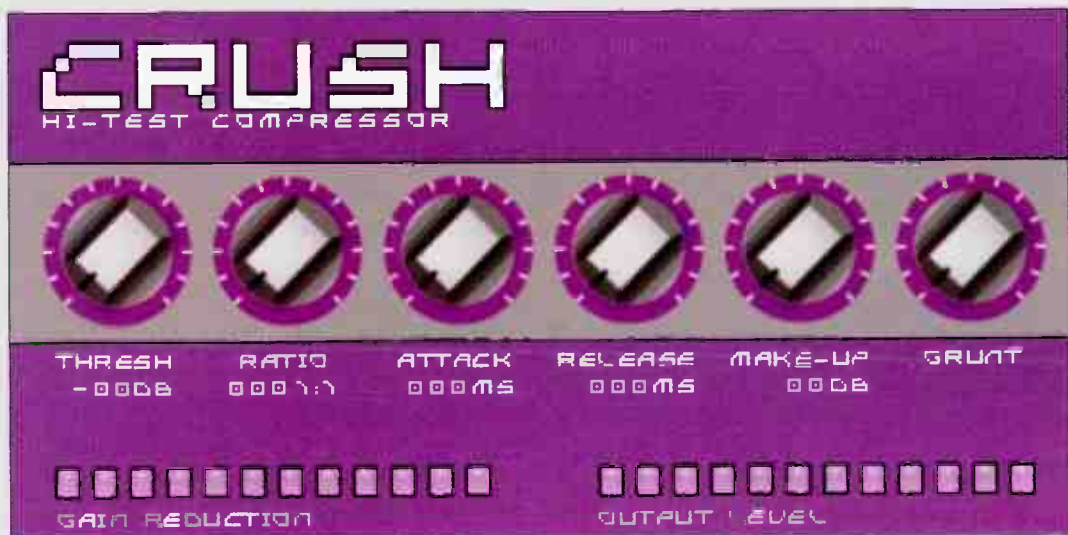 CRUSH
HI-TEST COMPRESSOR
THRESH RATIO ATTACK RELEASE MAKE-UP GRUNT
-00DB 0001:1 000MS 000MS 00DB
GAIN REDUCTION OUTPUT LEVEL